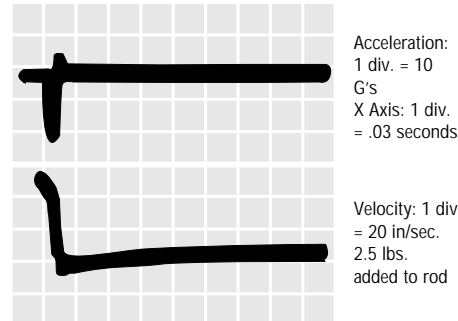 Acceleration:
1 div. = 10
G's
X Axis: 1 div.
= .03 seconds
Velocity: 1 div
= 20 in/sec.
2.5 lbs.
added to rod